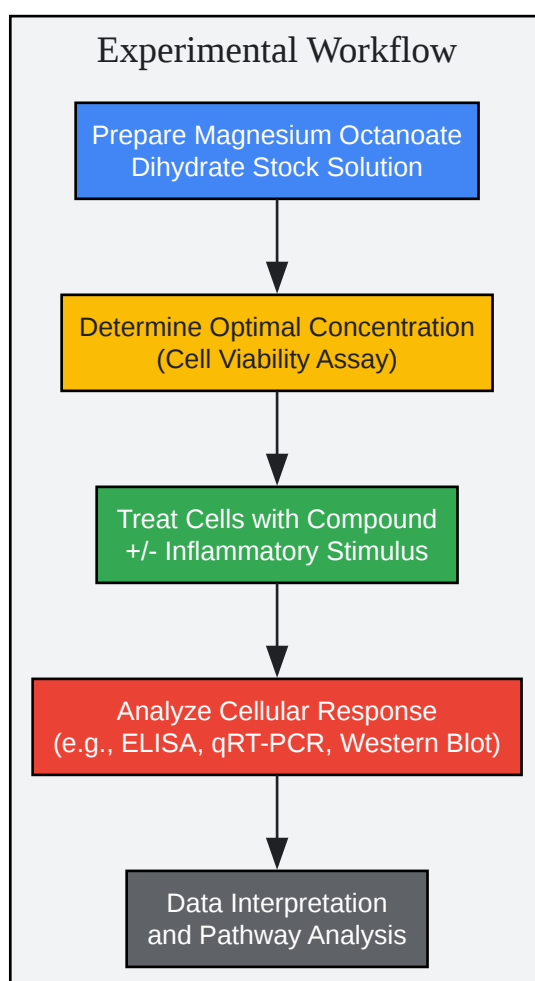 Experimental Workflow
Prepare Magnesium Octanoate
Dihydrate Stock Solution
Determine Optimal Concentration
(Cell Viability Assay)
Treat Cells with Compound
+/- Inflammatory Stimulus
Analyze Cellular Response
(e.g., ELISA, qRT-PCR, Western Blot)
Data Interpretation
and Pathway Analysis